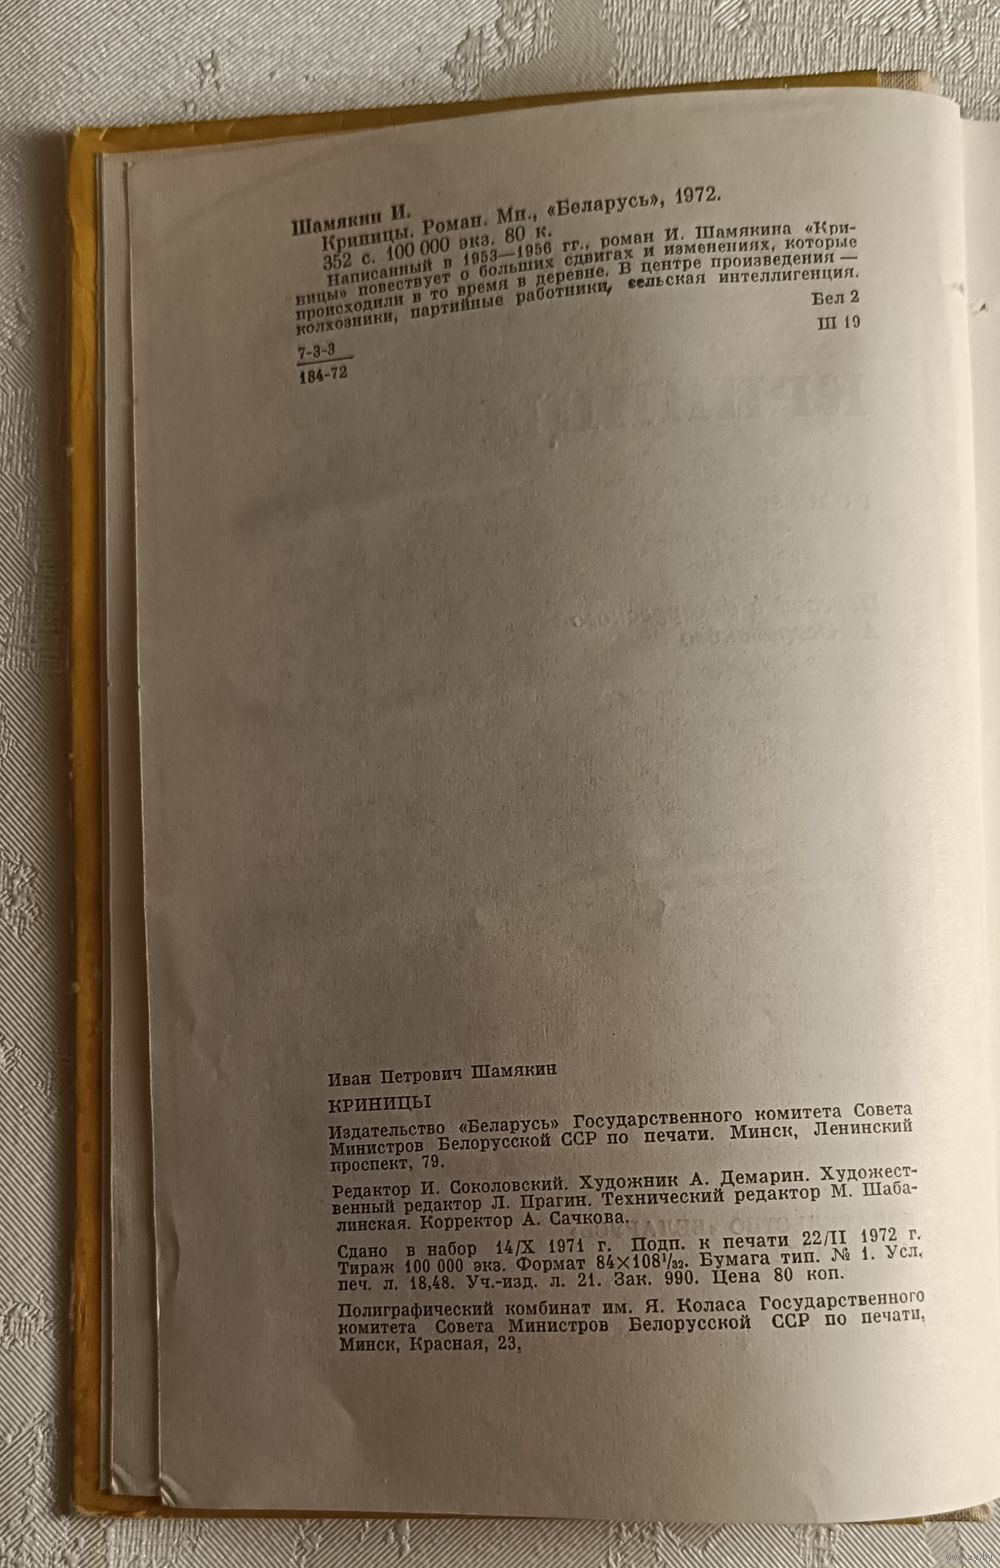 Шамякин И.
Криницы. Роман. Мн., «Беларусь», 1972.
352 с. 100 000 экз. 80 к.
Написанный в 1953—1956 гг., роман И. Шамякина «Кри-
ницы» повествует о больших сдвигах и изменениях, которые
происходили в то время в деревне. В центре произведения —
колхозники, партийные работники, сельская интеллигенция.
7-3-3
184-72
Бел 2
Ш 19
Иван Петрович Шамякин
КРИНИЦЫ
Издательство «Беларусь» Государственного комитета Совета
Министров Белорусской ССР по печати. Минск, Ленинский
проспект, 79.
Редактор И. Соколовский. Художник А. Демарин. Художест-
венный редактор Л. Прагин. Технический редактор М. Шаба-
линская. Корректор А. Сачкова.
Сдано в набор 14/X 1971 г. Подп. к печати 22/II 1972 г.
Тираж 100 000 экз. Формат 84×108¹/₃₂. Бумага тип. № 1. Усл.
печ. л. 18,48. Уч.-изд. л. 21. Зак. 990. Цена 80 коп.
Полиграфический комбинат им. Я. Коласа Государственного
комитета Совета Министров Белорусской ССР по печати.
Минск, Красная, 23.